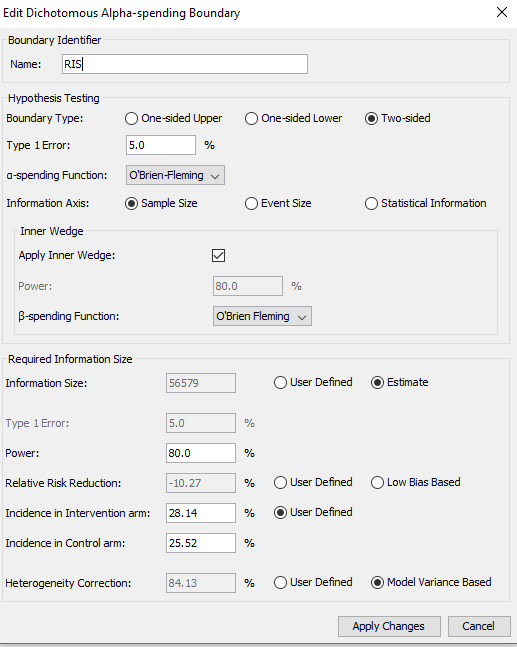 Edit Dichotomous Alpha-spending Boundary
Boundary Identifier
Name: RIS
Hypothesis Testing
Boundary Type: One-sided Upper One-sided Lower Two-sided
Type 1 Error: 5.0 %
α-spending Function: O'Brien-Fleming
Information Axis: Sample Size Event Size Statistical Information
Inner Wedge
Apply Inner Wedge:
Power: 80.0 %
β-spending Function: O'Brien Fleming
Required Information Size
Information Size: 56579 User Defined Estimate
Type 1 Error: 5.0 %
Power: 80.0 %
Relative Risk Reduction: -10.27 % User Defined Low Bias Based
Incidence in Intervention arm: 28.14 % User Defined
Incidence in Control arm: 25.52 %
Heterogeneity Correction: 84.13 % User Defined Model Variance Based
Apply Changes Cancel